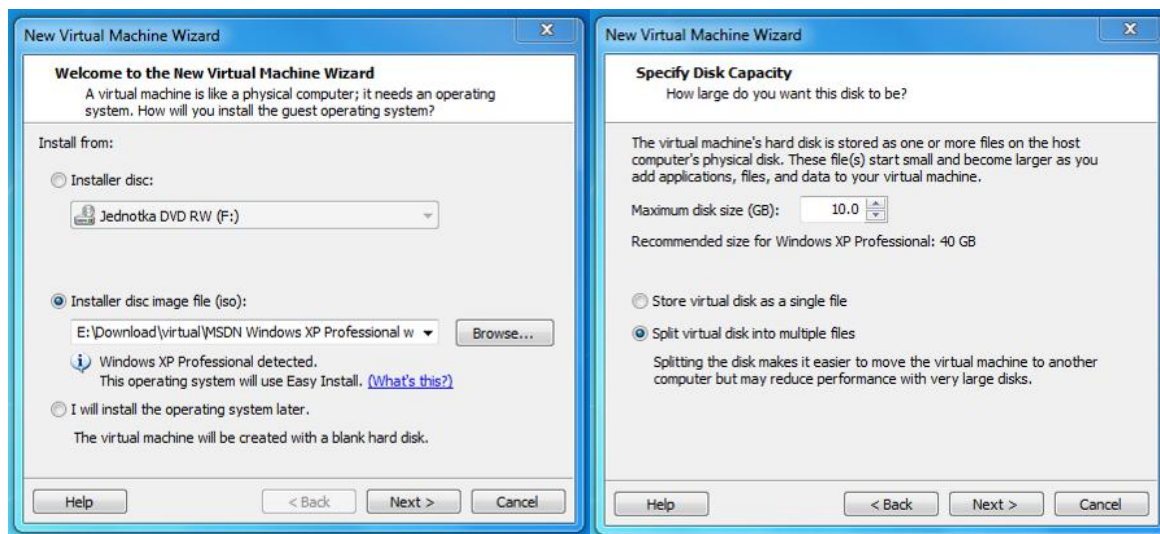 New Virtual Machine Wizard
Welcome to the New Virtual Machine Wizard
A virtual machine is like a physical computer; it needs an operating
system. How will you install the guest operating system?
Install from:
Installer disc:
Jednotka DVD RW (F:)
Installer disc image file (iso):
E:\Download\virtual\MSDN Windows XP Professional w
Browse...
Windows XP Professional detected.
This operating system will use Easy Install. (What's this?)
I will install the operating system later.
The virtual machine will be created with a blank hard disk.
Help
< Back
Next >
Cancel
New Virtual Machine Wizard
Specify Disk Capacity
How large do you want this disk to be?
The virtual machine's hard disk is stored as one or more files on the host
computer's physical disk. These file(s) start small and become larger as you
add applications, files, and data to your virtual machine.
Maximum disk size (GB): 10.0
Recommended size for Windows XP Professional: 40 GB
Store virtual disk as a single file
Split virtual disk into multiple files
Splitting the disk makes it easier to move the virtual machine to another
computer but may reduce performance with very large disks.
Help
< Back
Next >
Cancel